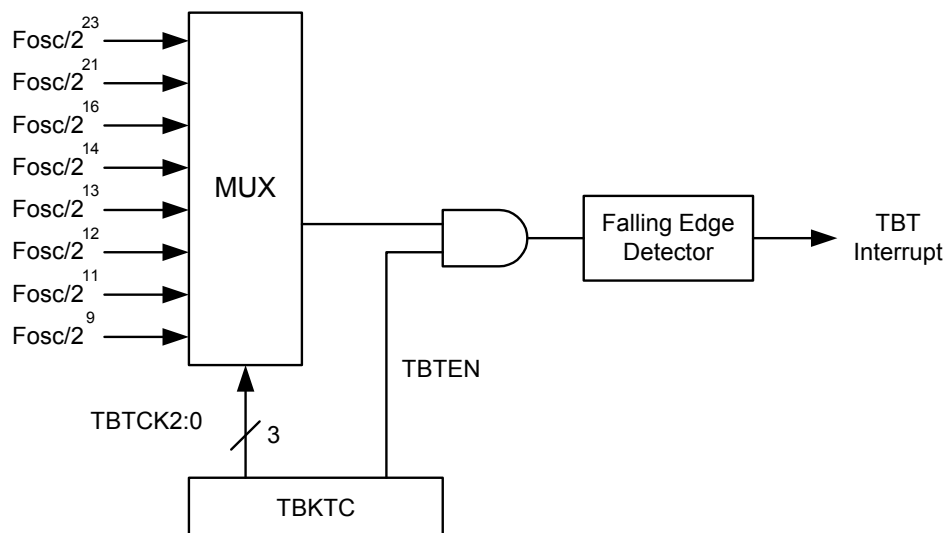 Fosc/2^23
Fosc/2^21
Fosc/2^16
Fosc/2^14
Fosc/2^13
Fosc/2^12
Fosc/2^11
Fosc/2^9
MUX
Falling Edge
Detector
TBT
Interrupt
TBTEN
TBTCK2:0
3
TBKTC